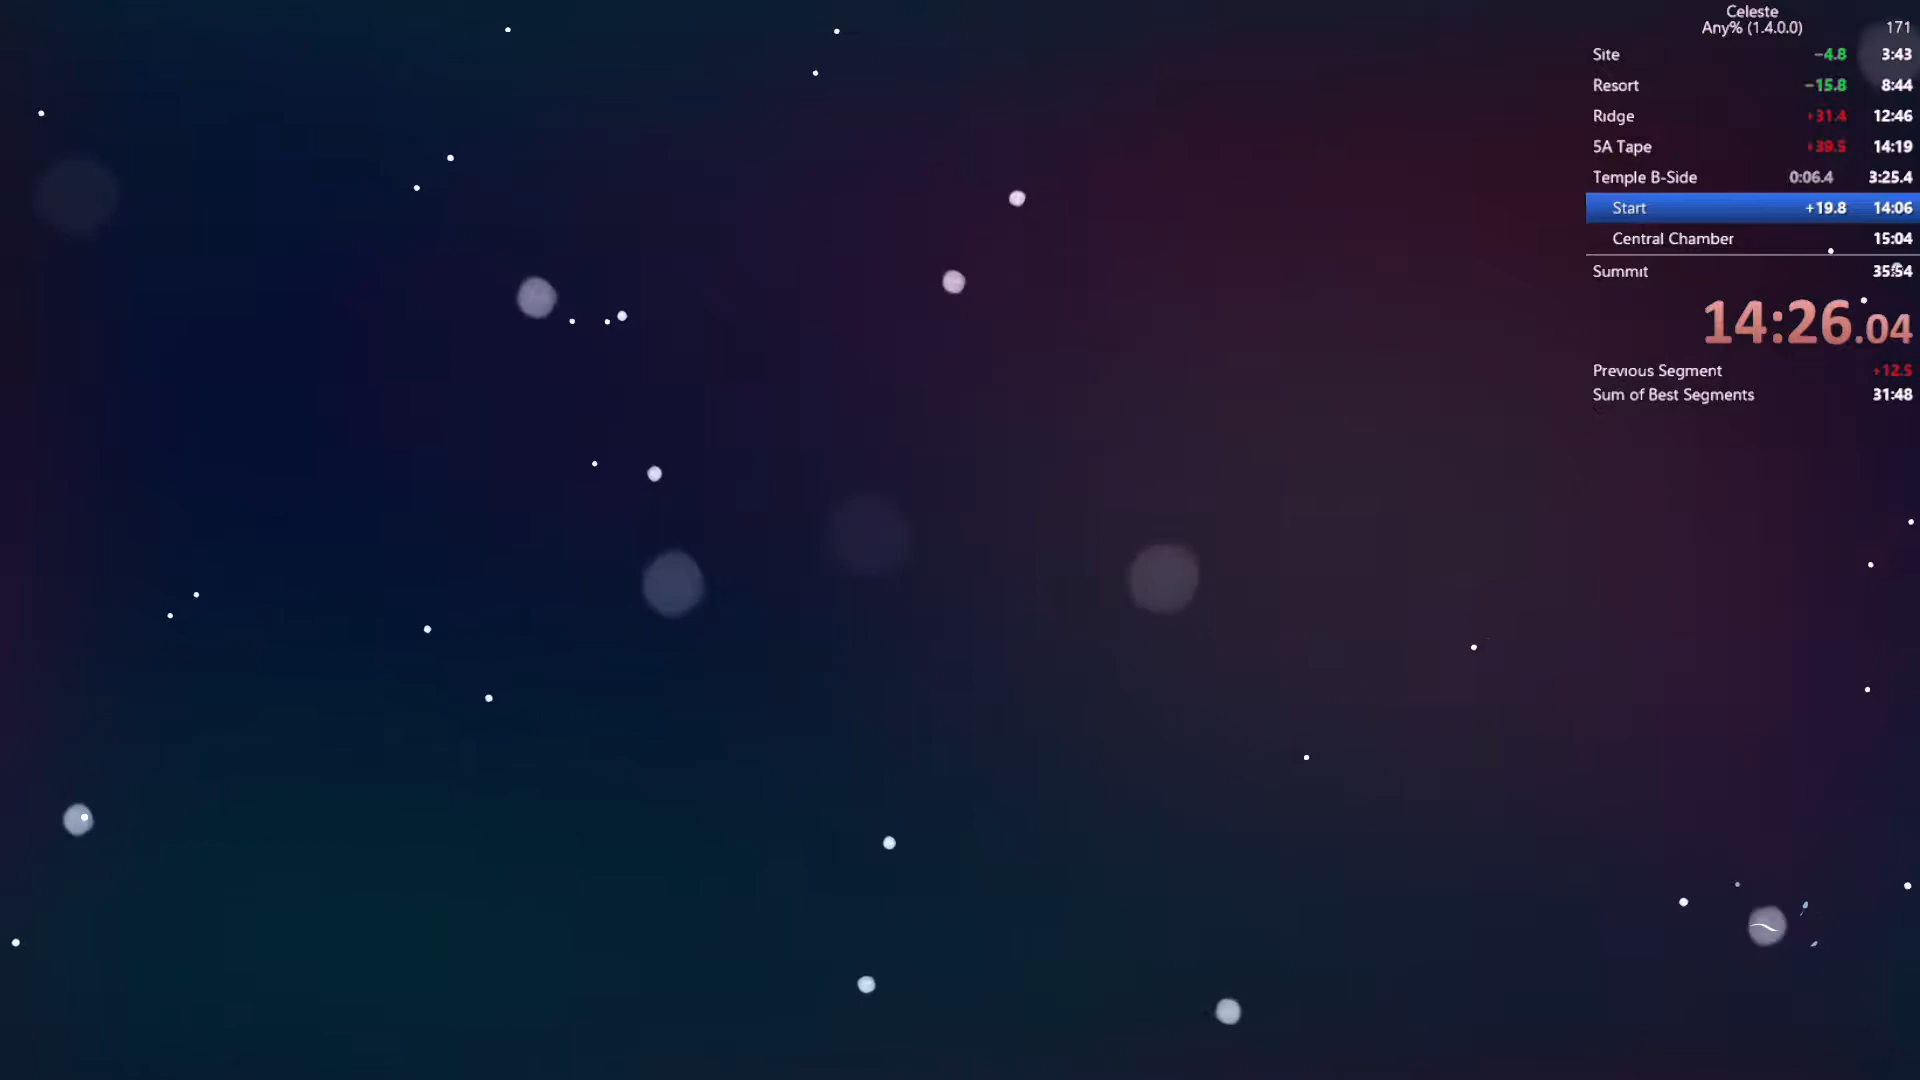 Celeste
Any% (1.4.0.0) 171
Site -4.8 3:43
Resort -15.8 8:44
Ridge +31.4 12:46
5A Tape +39.5 14:19
Temple B-Side 0:06.4 3:25.4
Start +19.8 14:06
Central Chamber 15:04
Summit 35:54
14:26.04
Previous Segment +12.5
Sum of Best Segments 31:48